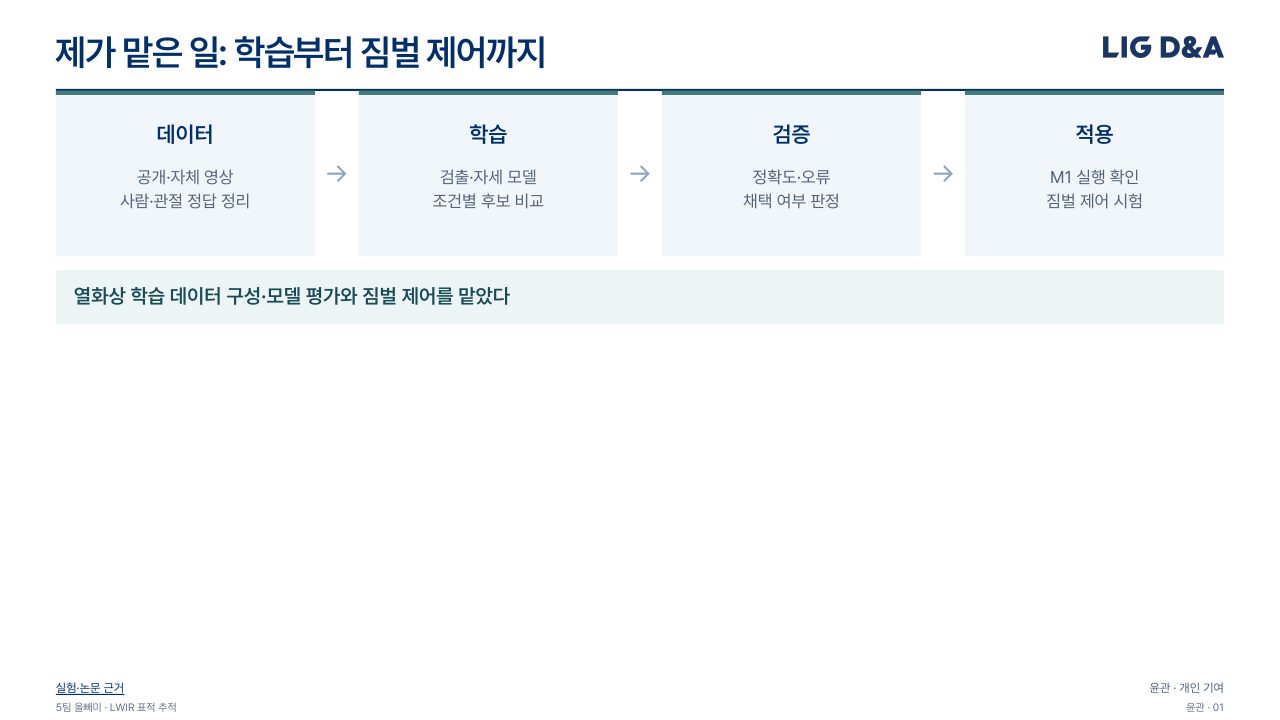 제가 맡은 일: 학습부터 짐벌 제어까지
LIG D&A
데이터
공개·자체 영상
사람·관절 정답 정리
→
학습
검출·자세 모델
조건별 후보 비교
→
검증
정확도·오류
채택 여부 판정
→
적용
M1 실행 확인
짐벌 제어 시험
열화상 학습 데이터 구성·모델 평가와 짐벌 제어를 맡았다
실험·논문 근거
5팀 올빼미 · LWIR 표적 추적
윤관 · 개인 기여
윤관 · 01